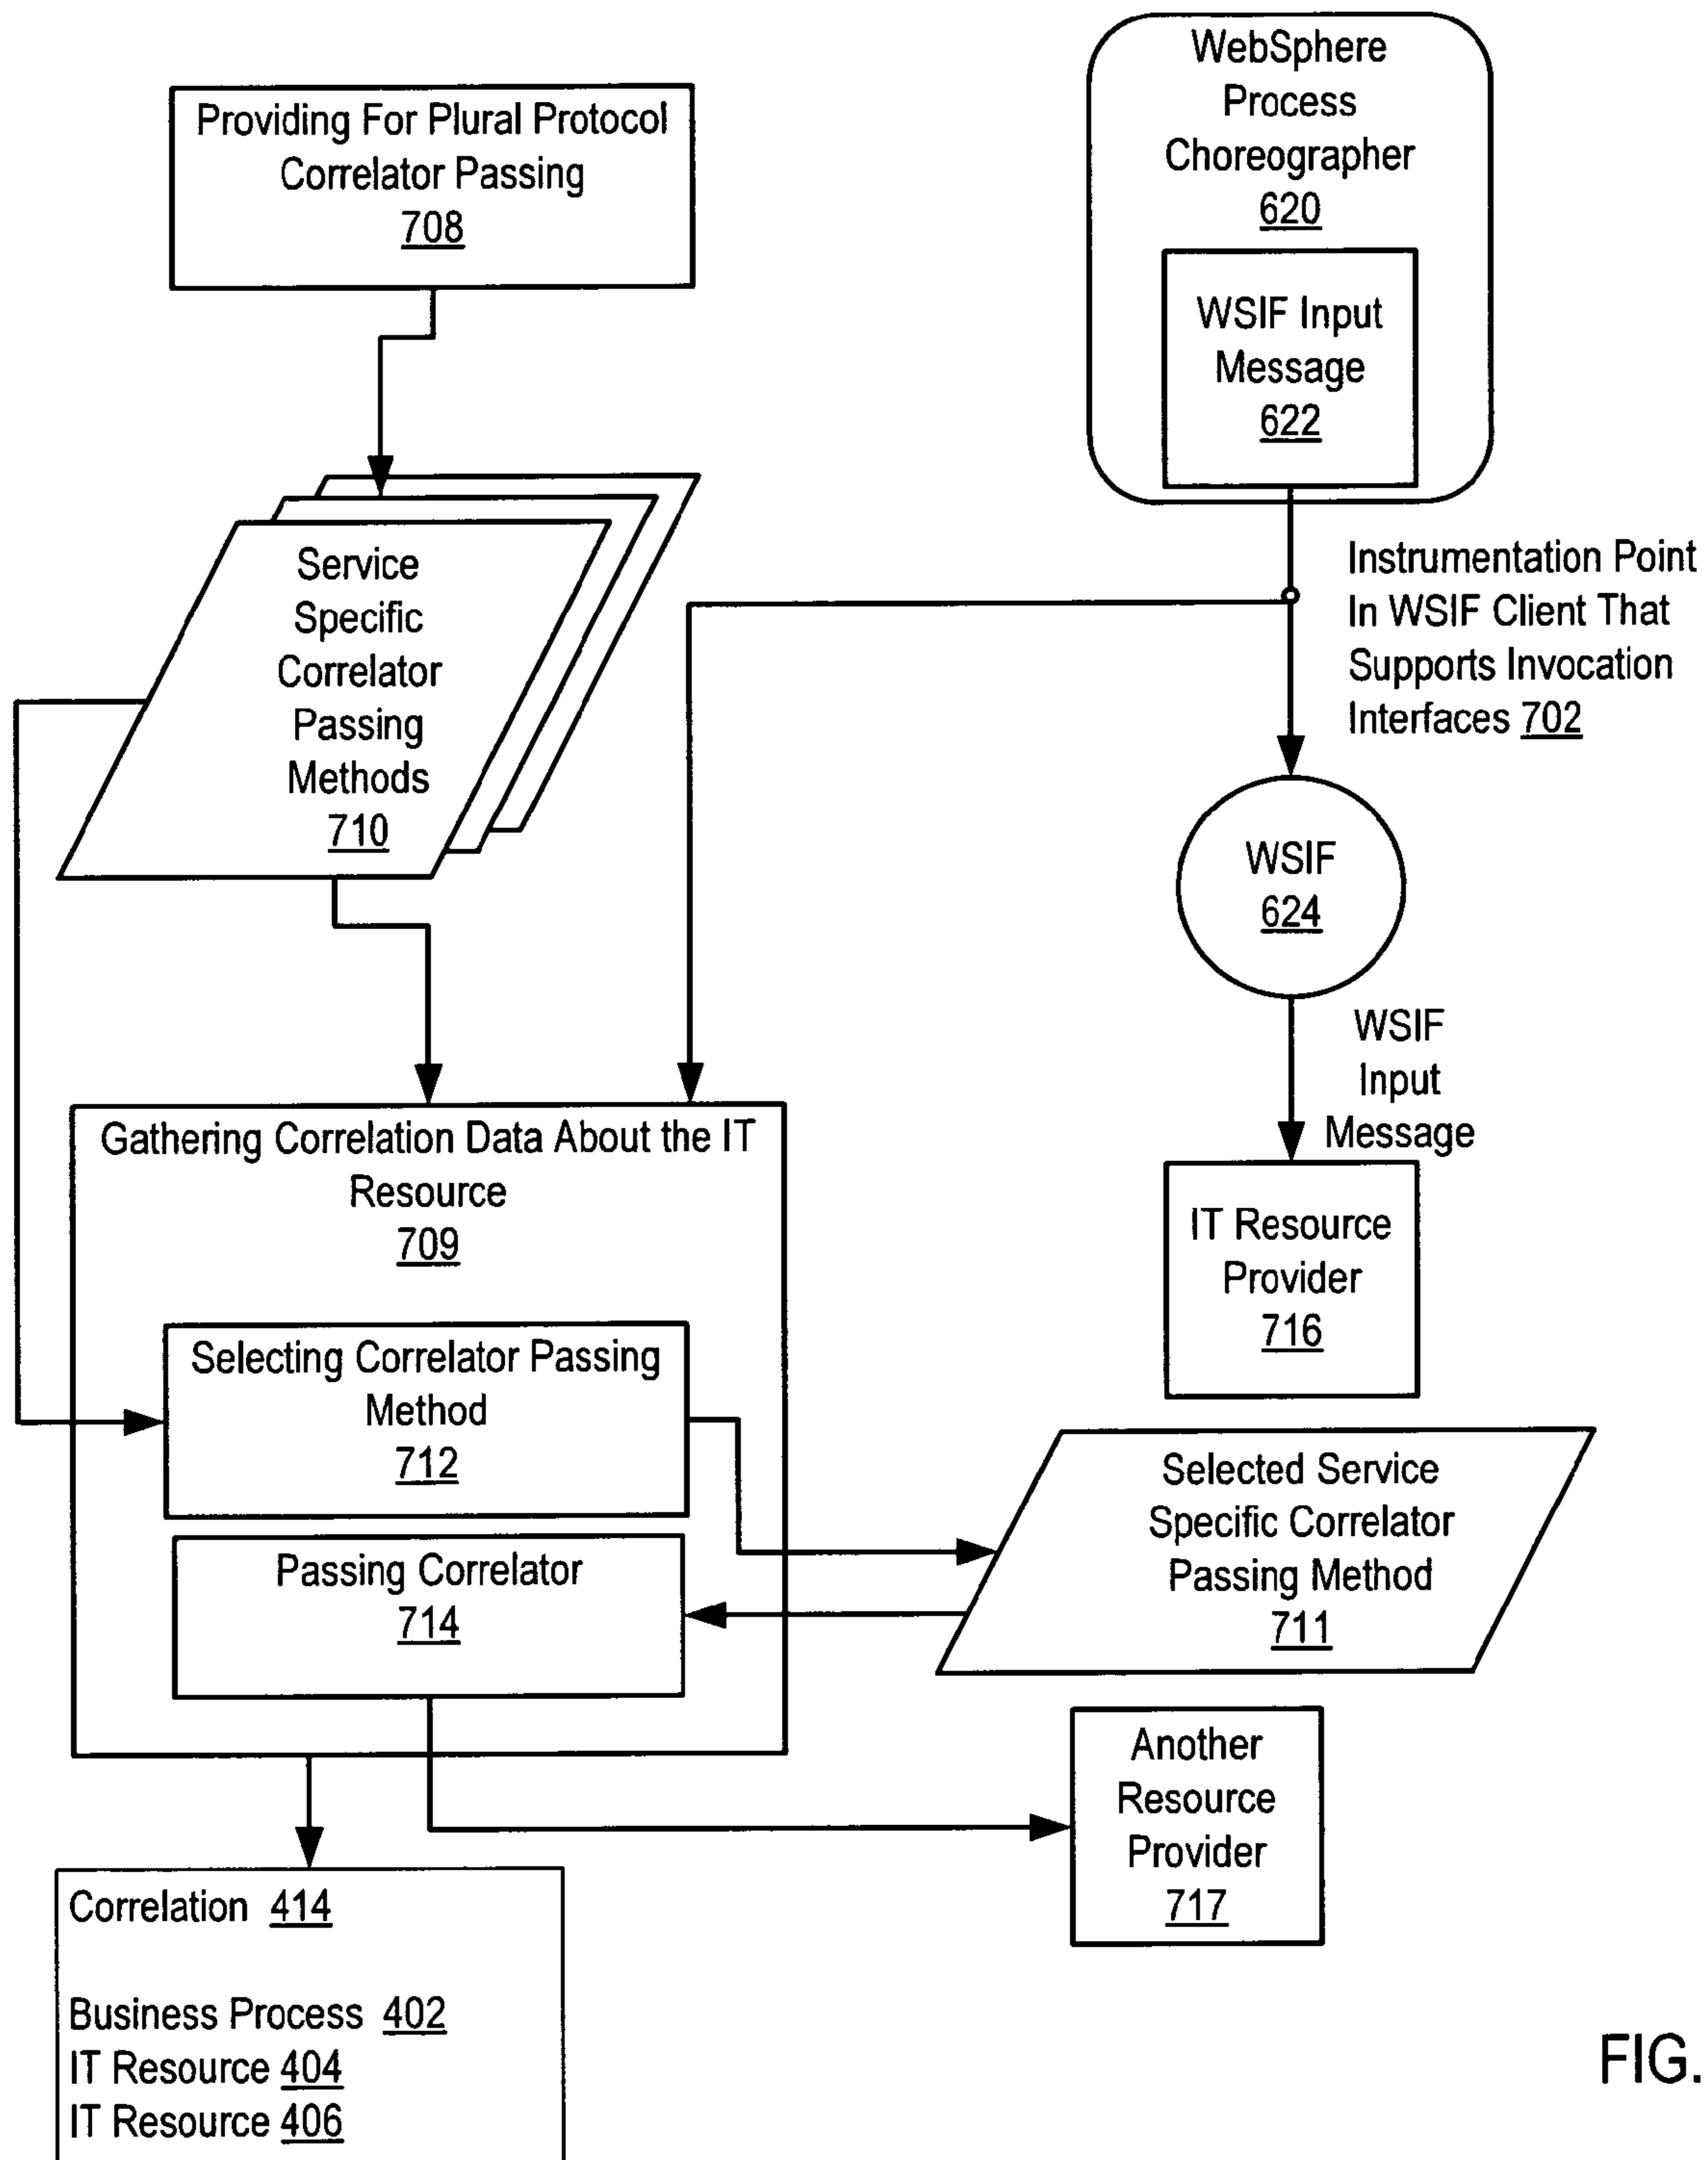 Providing For Plural Protocol
Correlator Passing
708
WebSphere
Process
Choreographer
620
WSIF Input
Message
622
Instrumentation Point
In WSIF Client That
Supports Invocation
Interfaces 702
Service
Specific
Correlator
Passing
Methods
710
WSIF
624
WSIF
Input
Message
Gathering Correlation Data About the IT
Resource
709
IT Resource
Provider
716
Selecting Correlator Passing
Method
712
Selected Service
Specific Correlator
Passing Method
711
Passing Correlator
714
Another
Resource
Provider
717
Correlation 414
Business Process 402
IT Resource 404
IT Resource 406
FIG.